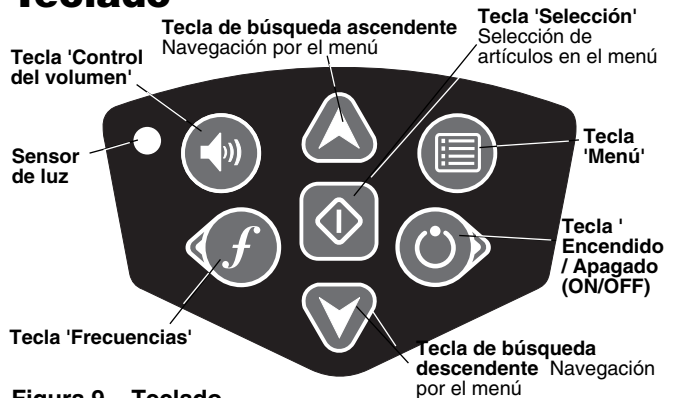 Teclado
Tecla de búsqueda ascendente
Navegación por el menú
Tecla 'Selección'
Selección de
artículos en el menú
Tecla 'Control
del volumen'
Sensor
de luz
Tecla
'Menú'
Tecla '
Encendido
/ Apagado
(ON/OFF)
f
Tecla 'Frecuencias'
Tecla de búsqueda
descendente Navegación
por el menú
Figura 9 – Teclado